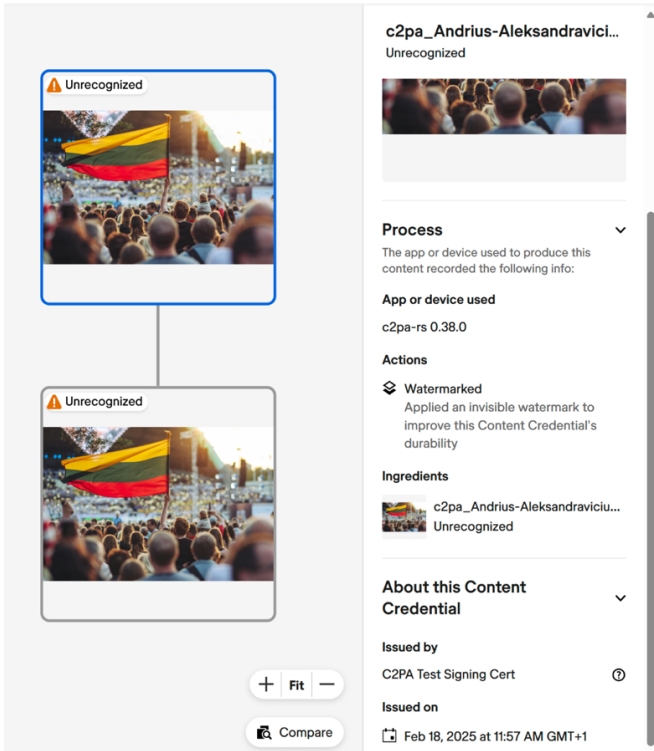 Unrecognized
Unrecognized
Fit
Compare
c2pa_Andrius-Aleksandravici...
Unrecognized
Process
The app or device used to produce this
content recorded the following info:
App or device used
c2pa-rs 0.38.0
Actions
Watermarked
Applied an invisible watermark to
improve this Content Credential's
durability
Ingredients
c2pa_Andrius-Aleksandraviciu...
Unrecognized
About this Content
Credential
Issued by
C2PA Test Signing Cert
Issued on
Feb 18, 2025 at 11:57 AM GMT+1